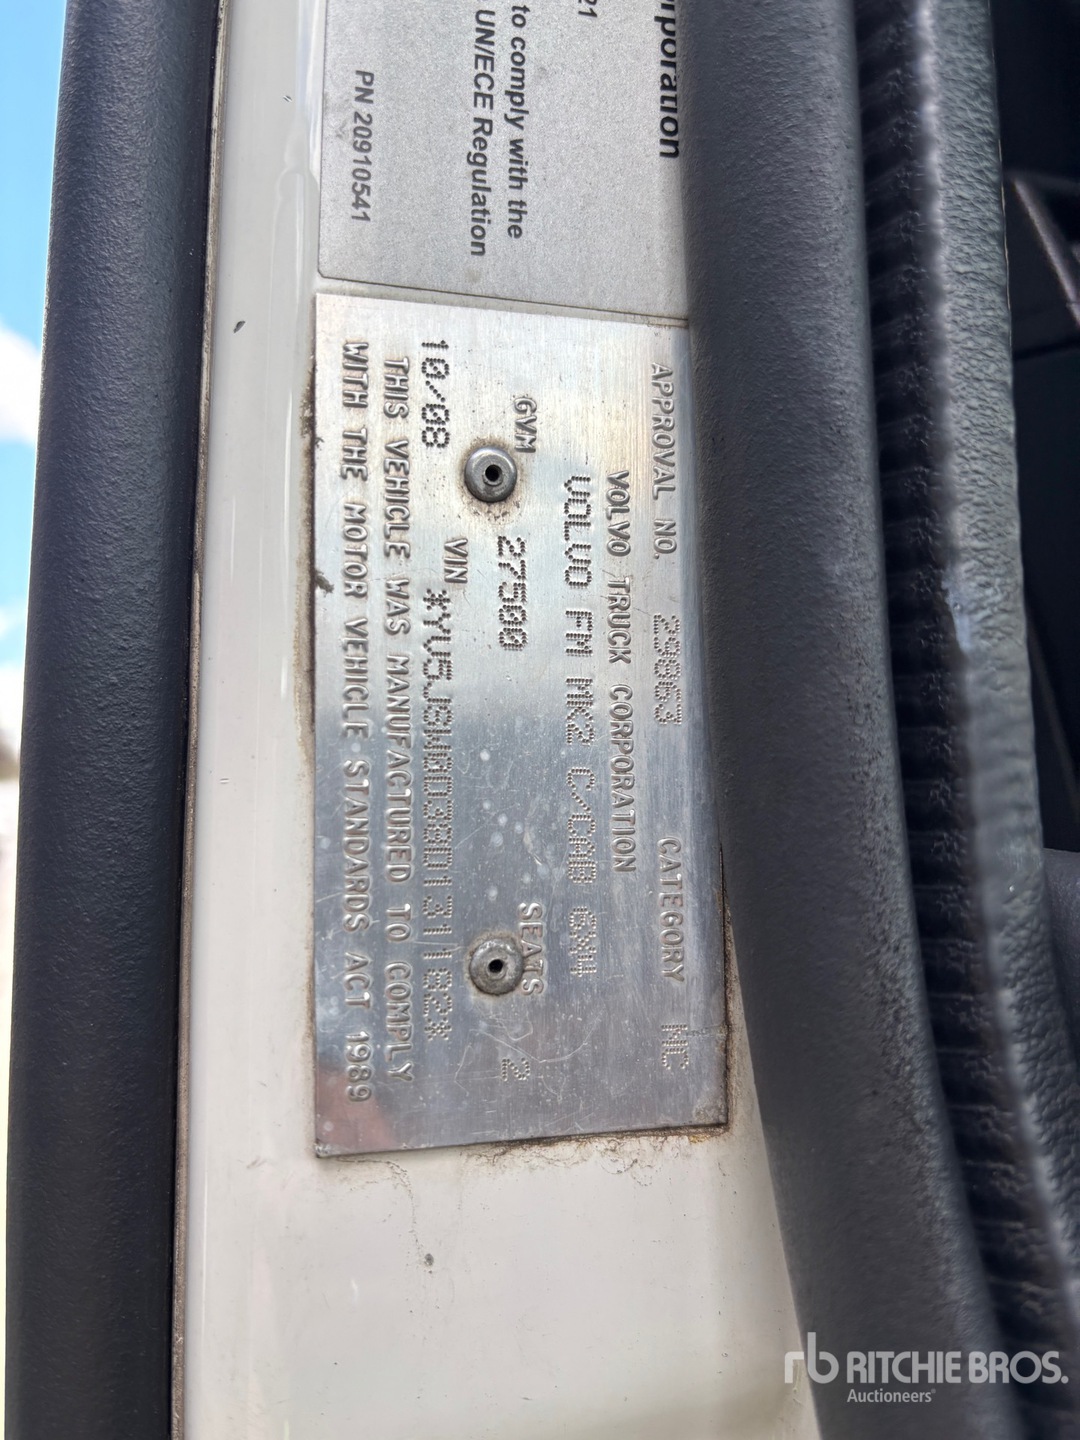 rporation
21
to comply with the
UN/ECE Regulation
PN 20910541
APPROVAL NO. 29863 CATEGORY NC
VOLVO TRUCK CORPORATION
VOLVO FM MK2 C/CAB 6X4
GVM 27500 SEATS 2
10/08 VIN *YV5J8W0D38D131182*
THIS VEHICLE WAS MANUFACTURED TO COMPLY
WITH THE MOTOR VEHICLE STANDARDS ACT 1989
rb RITCHIE BROS.
Auctioneers